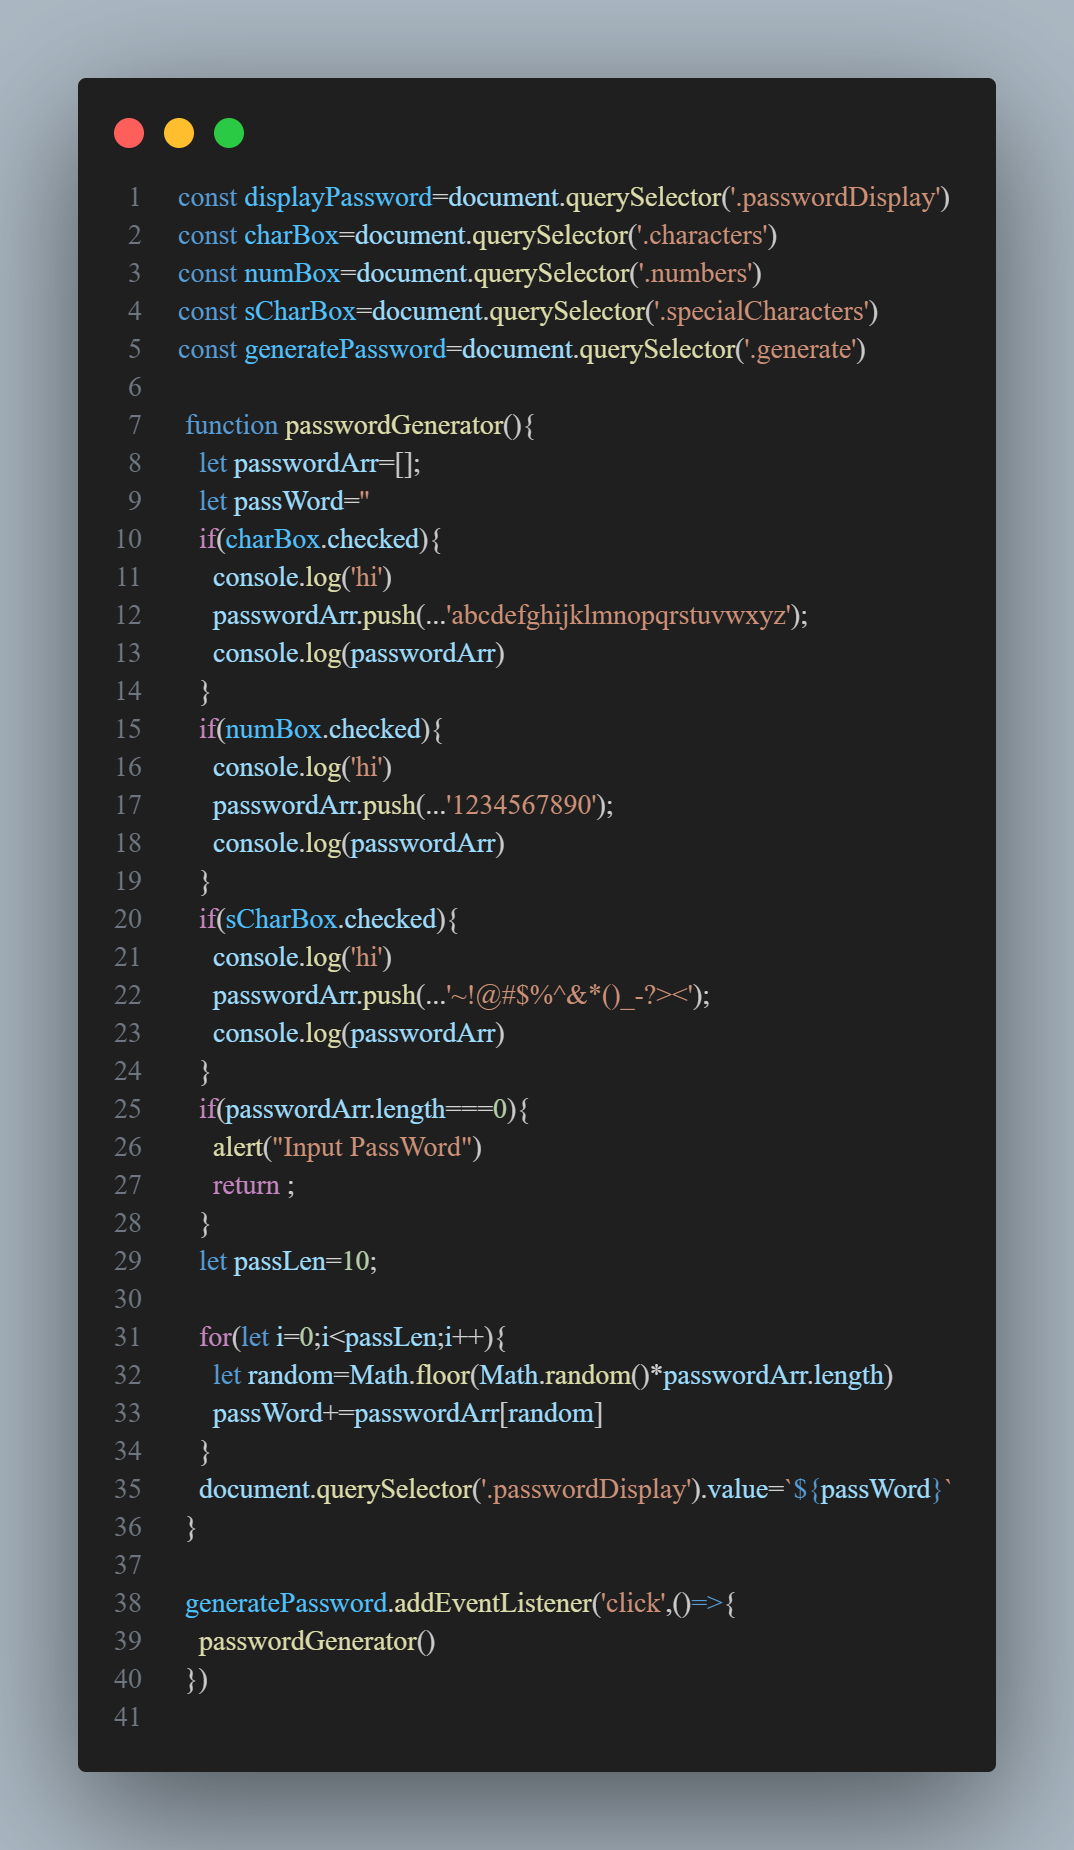 1 const displayPassword=document.querySelector('.passwordDisplay')
2 const charBox=document.querySelector('.characters')
3 const numBox=document.querySelector('.numbers')
4 const sCharBox=document.querySelector('.specialCharacters')
5 const generatePassword=document.querySelector('.generate')
6
7 function passwordGenerator(){
8 let passwordArr=[];
9 let passWord=''
10 if(charBox.checked){
11 console.log('hi')
12 passwordArr.push(...'abcdefghijklmnopqrstuvwxyz');
13 console.log(passwordArr)
14 }
15 if(numBox.checked){
16 console.log('hi')
17 passwordArr.push(...'1234567890');
18 console.log(passwordArr)
19 }
20 if(sCharBox.checked){
21 console.log('hi')
22 passwordArr.push(...'~!@#$%^&*()_-?><');
23 console.log(passwordArr)
24 }
25 if(passwordArr.length===0){
26 alert("Input PassWord")
27 return ;
28 }
29 let passLen=10;
30
31 for(let i=0;i<passLen;i++){
32 let random=Math.floor(Math.random()*passwordArr.length)
33 passWord+=passwordArr[random]
34 }
35 document.querySelector('.passwordDisplay').value=`${passWord}`
36 }
37
38 generatePassword.addEventListener('click',()=>{
39 passwordGenerator()
40 })
41